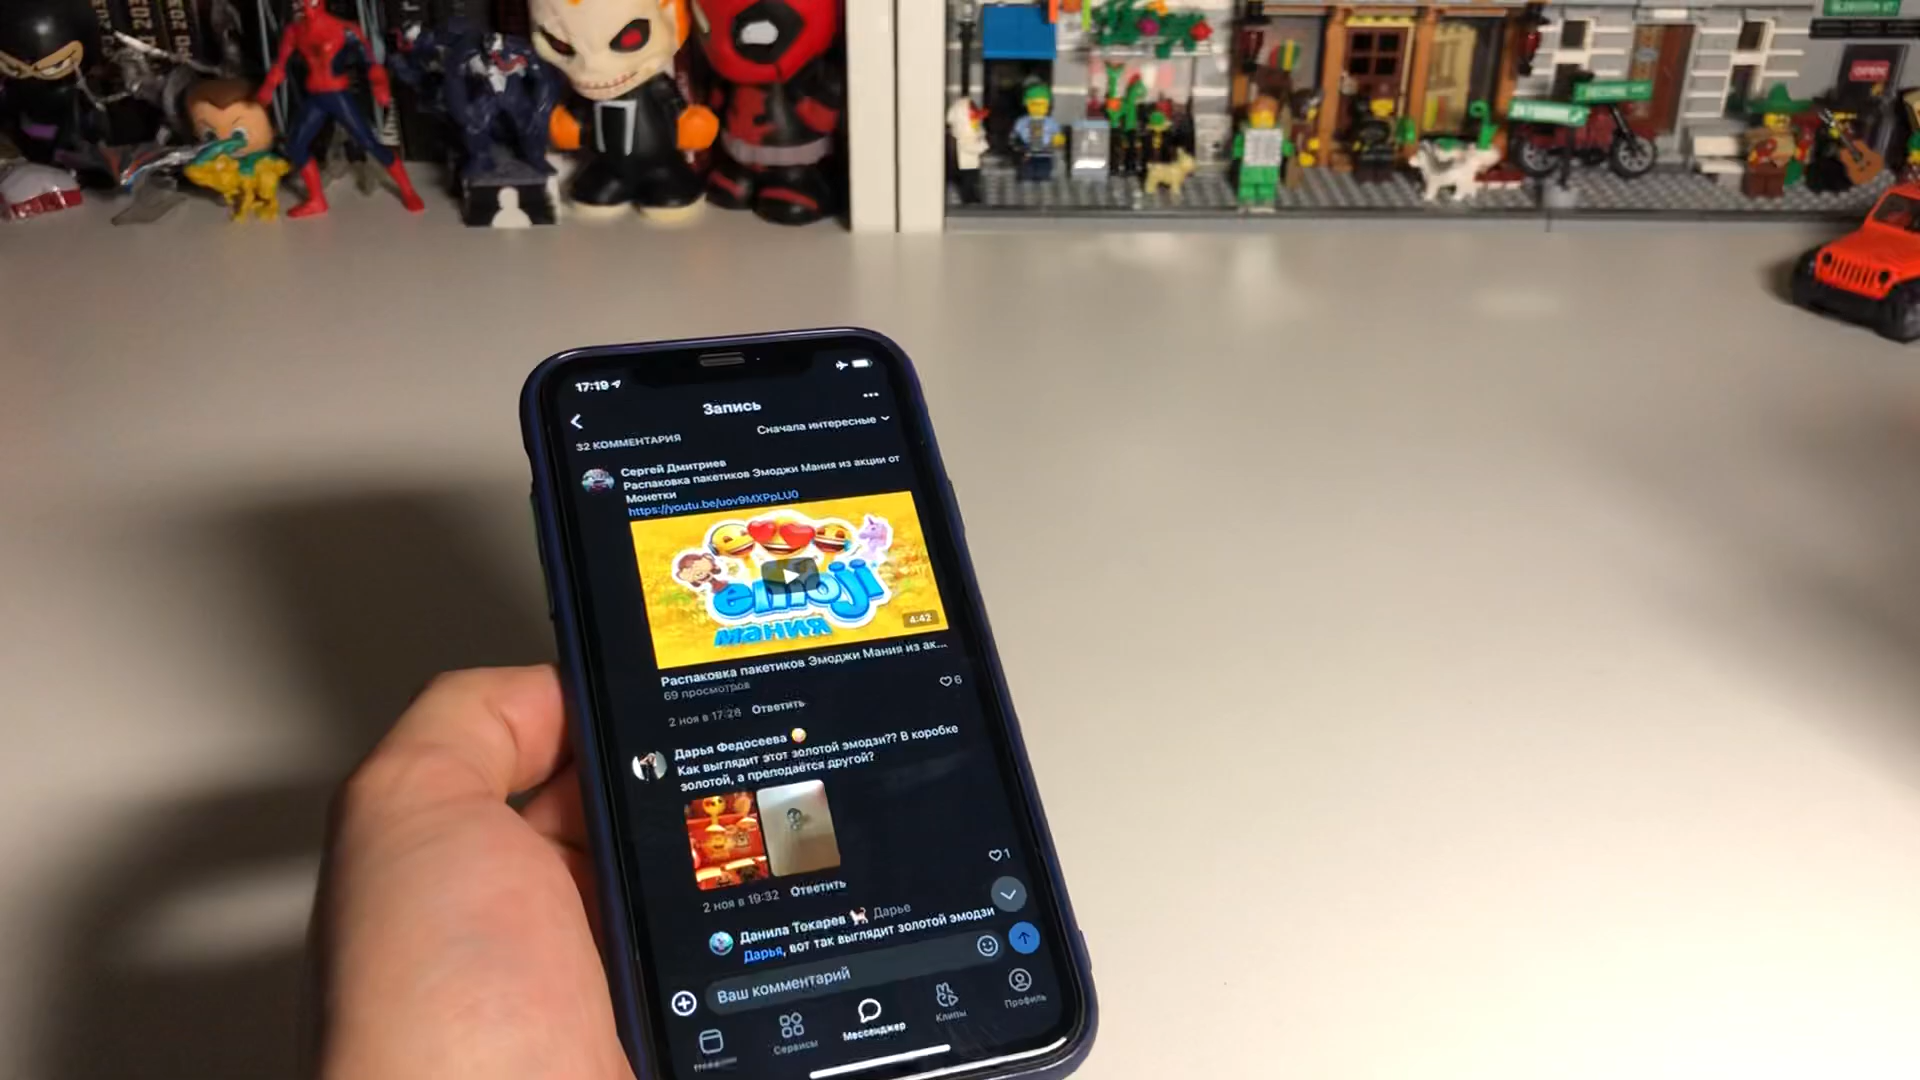 17:19
Запись
32 КОММЕНТАРИЯ
Сначала интересные
Сергей Дмитриев
Распаковка пакетиков Эмоджи Мания из акции от
Монетки
https://youtu.be/uov9MXPpLU0
emoji
мания
4:42
Распаковка пакетиков Эмоджи Мания из ак...
69 просмотров
6
2 ноя в 17:28 Ответить
Дарья Федосеева
Как выглядит этот золотой эмодзи?? В коробке
золотой, а преподаётся другой?
1
2 ноя в 19:32 Ответить
Данила Токарев Дарье
Дарья, вот так выглядит золотой эмодзи
Ваш комментарий
Сервисы
Мессенджер
Клипы
Профиль
OPEN